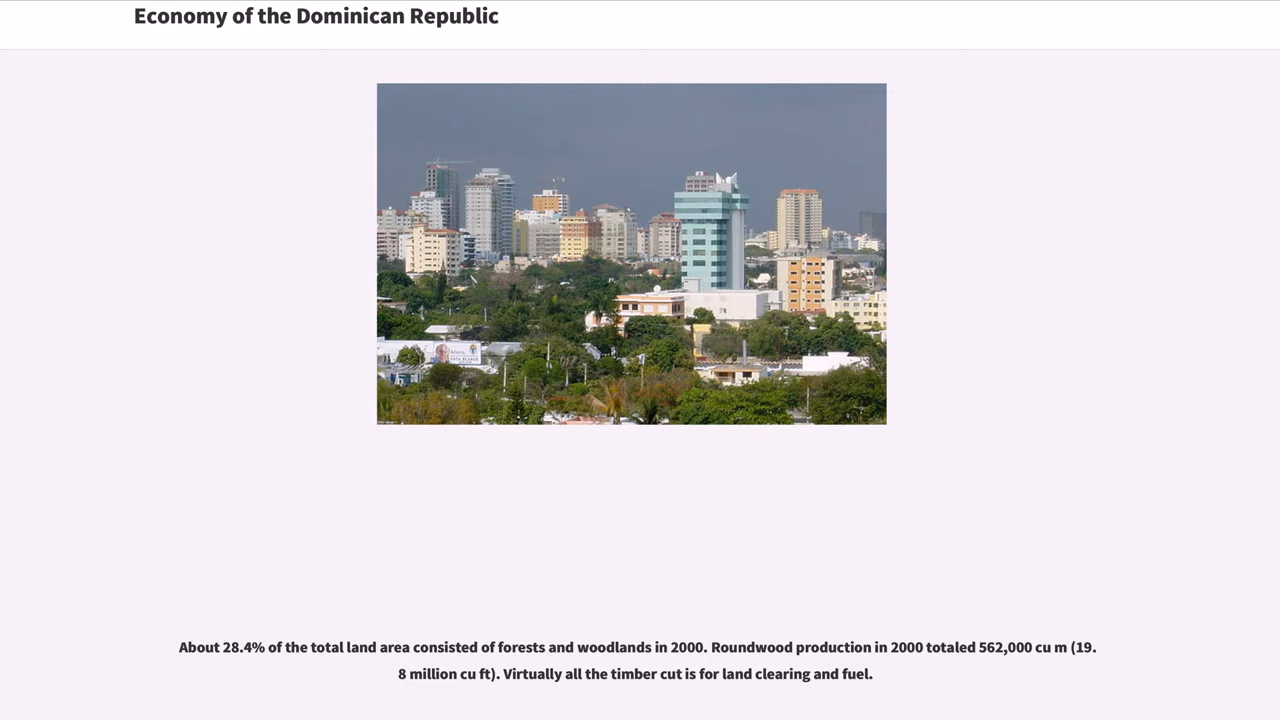 Economy of the Dominican Republic
About 28.4% of the total land area consisted of forests and woodlands in 2000. Roundwood production in 2000 totaled 562,000 cu m (19.
8 million cu ft). Virtually all the timber cut is for land clearing and fuel.